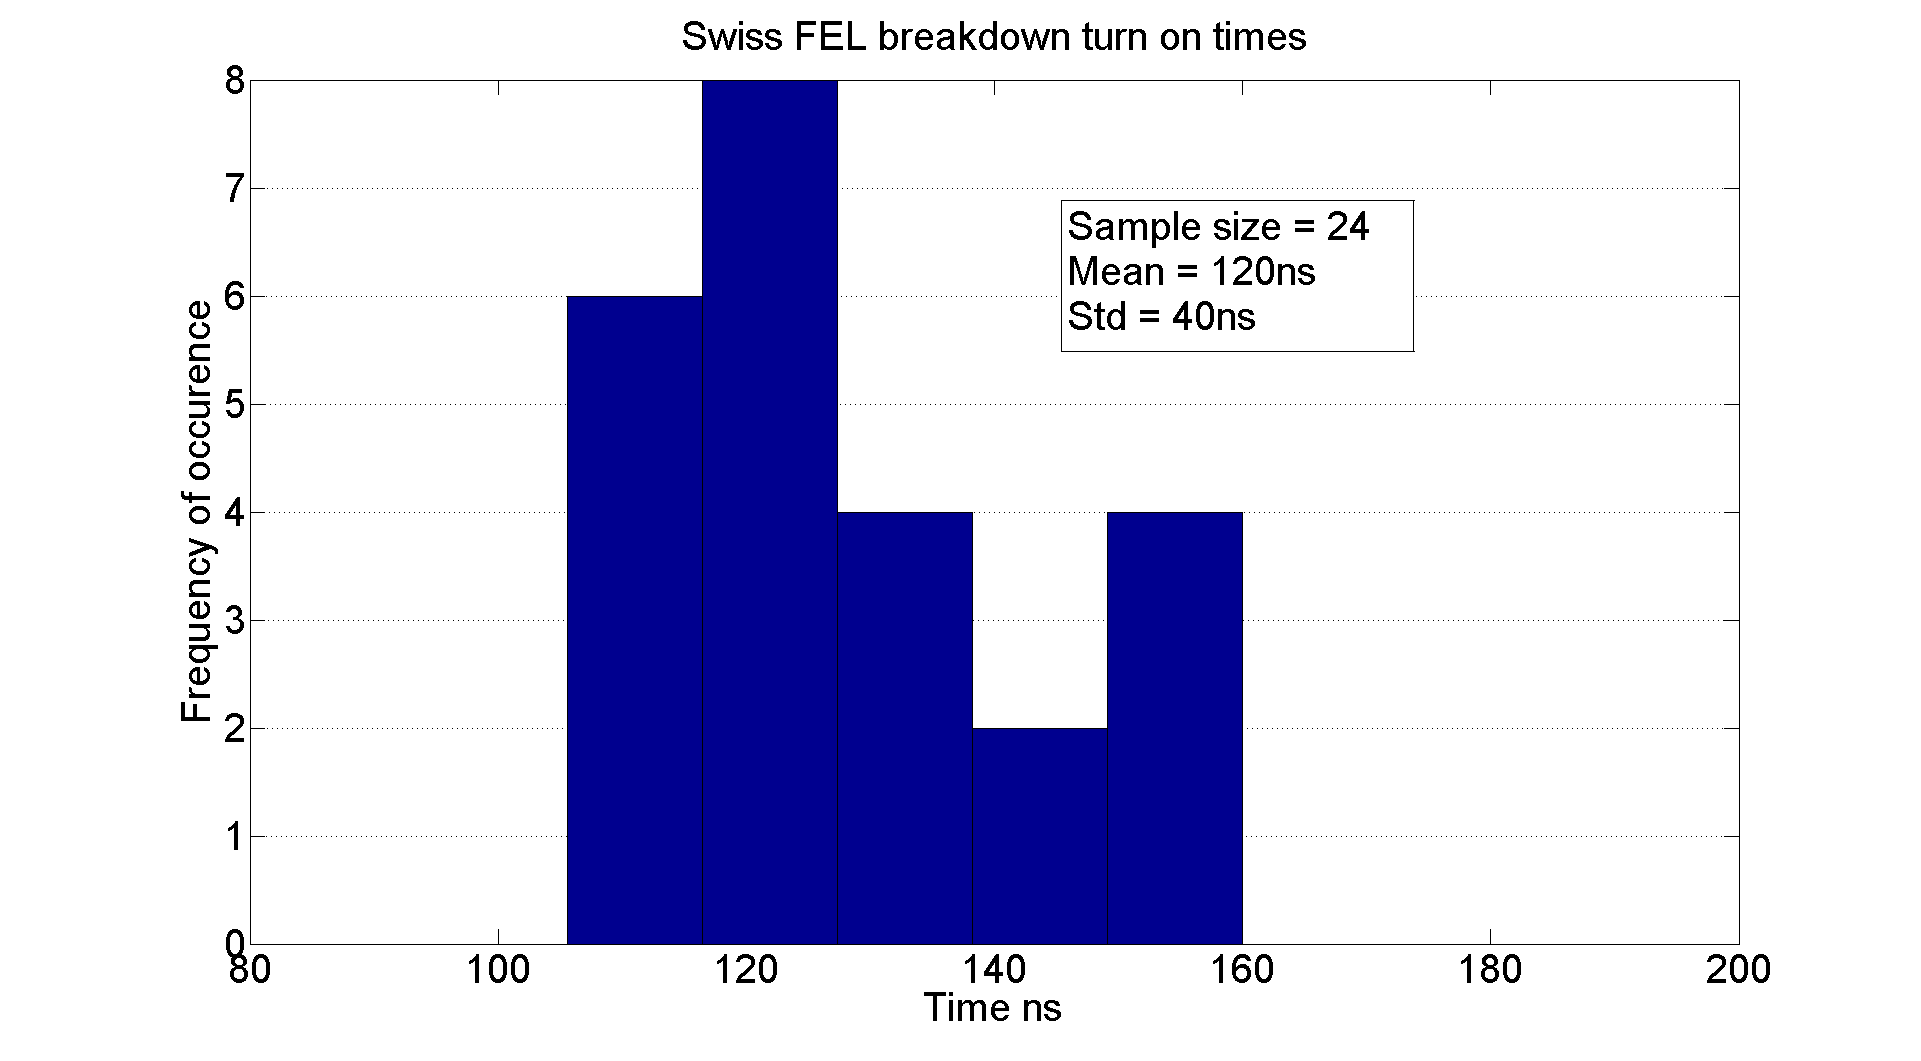 Swiss FEL breakdown turn on times
8
7
6
5
4
3
2
1
0
Frequency of occurence
Sample size = 24
Mean = 120ns
Std = 40ns
80 100 120 140 160 180 200
Time ns